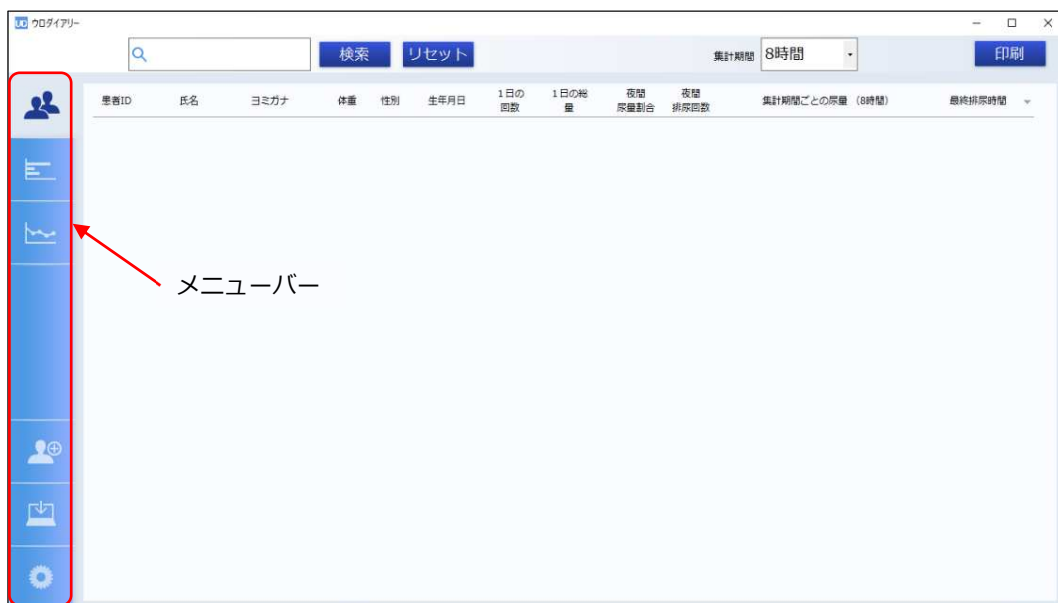 UD ウロダイアリー
検索 リセット 集計期間 8時間 印刷
患者ID 氏名 ヨミガナ 体重 性別 生年月日 1日の回数 1日の総量 夜間尿量割合 夜間排尿回数 集計期間ごとの尿量 (8時間) 最終排尿時間
メニューバー